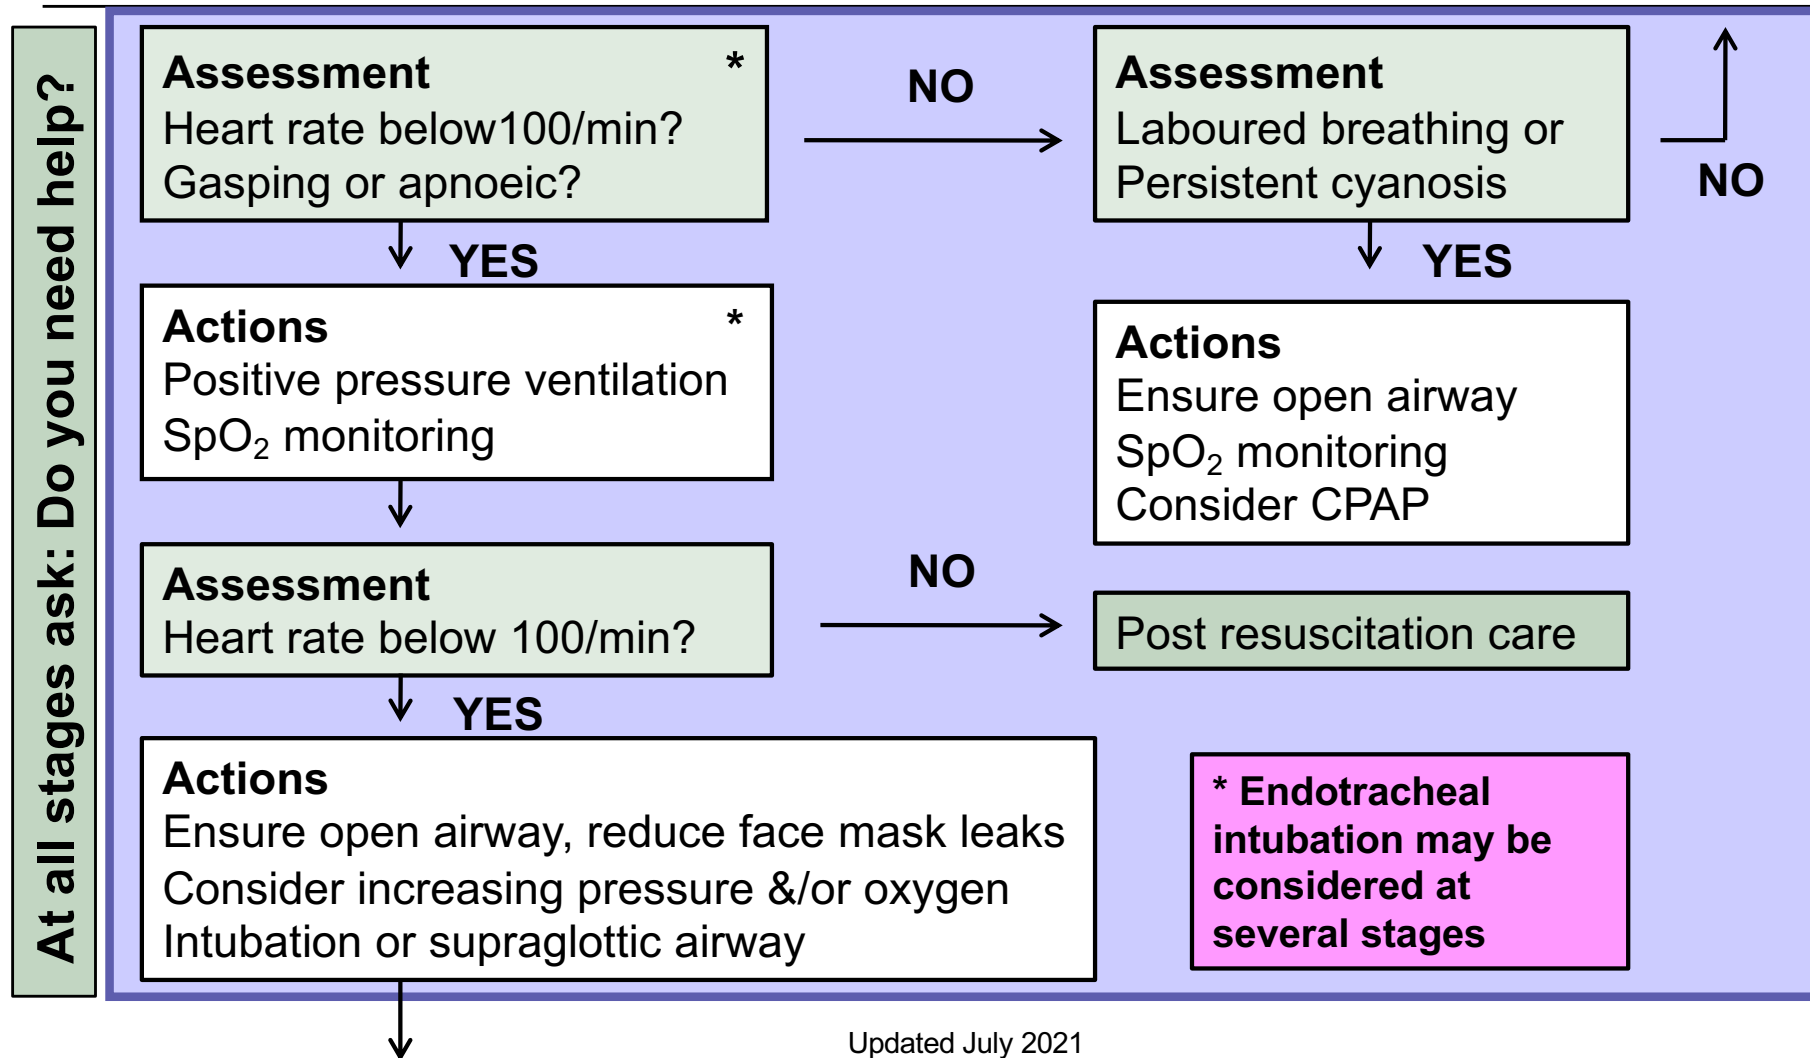 At all stages ask: Do you need help?
Assessment *
Heart rate below100/min?
Gasping or apnoeic?
NO
Assessment
Laboured breathing or
Persistent cyanosis
NO
YES
YES
Actions *
Positive pressure ventilation
SpO₂ monitoring
Actions
Ensure open airway
SpO₂ monitoring
Consider CPAP
Assessment
Heart rate below 100/min?
NO
Post resuscitation care
YES
Actions
Ensure open airway, reduce face mask leaks
Consider increasing pressure &/or oxygen
Intubation or supraglottic airway
* Endotracheal
intubation may be
considered at
several stages
Updated July 2021